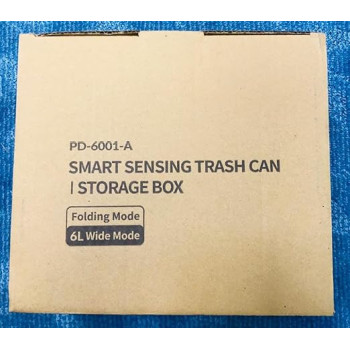 PD-6001-A
SMART SENSING TRASH CAN
| STORAGE BOX
Folding Mode
6L Wide Mode